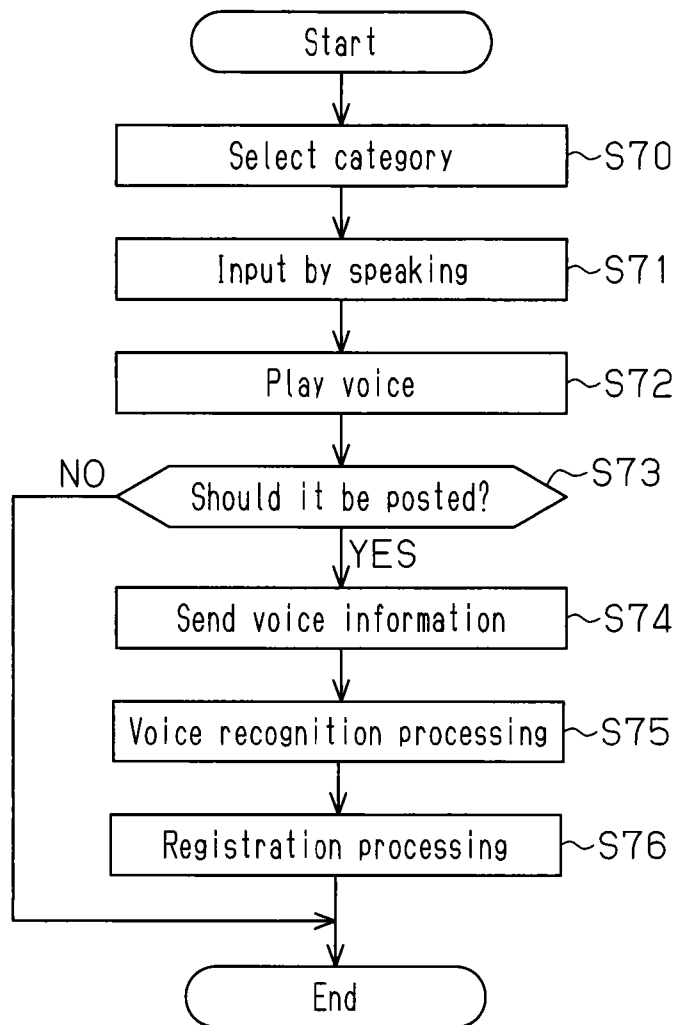 Start
Select category
S70
Input by speaking
S71
Play voice
S72
Should it be posted?
S73
NO
YES
Send voice information
S74
Voice recognition processing
S75
Registration processing
S76
End